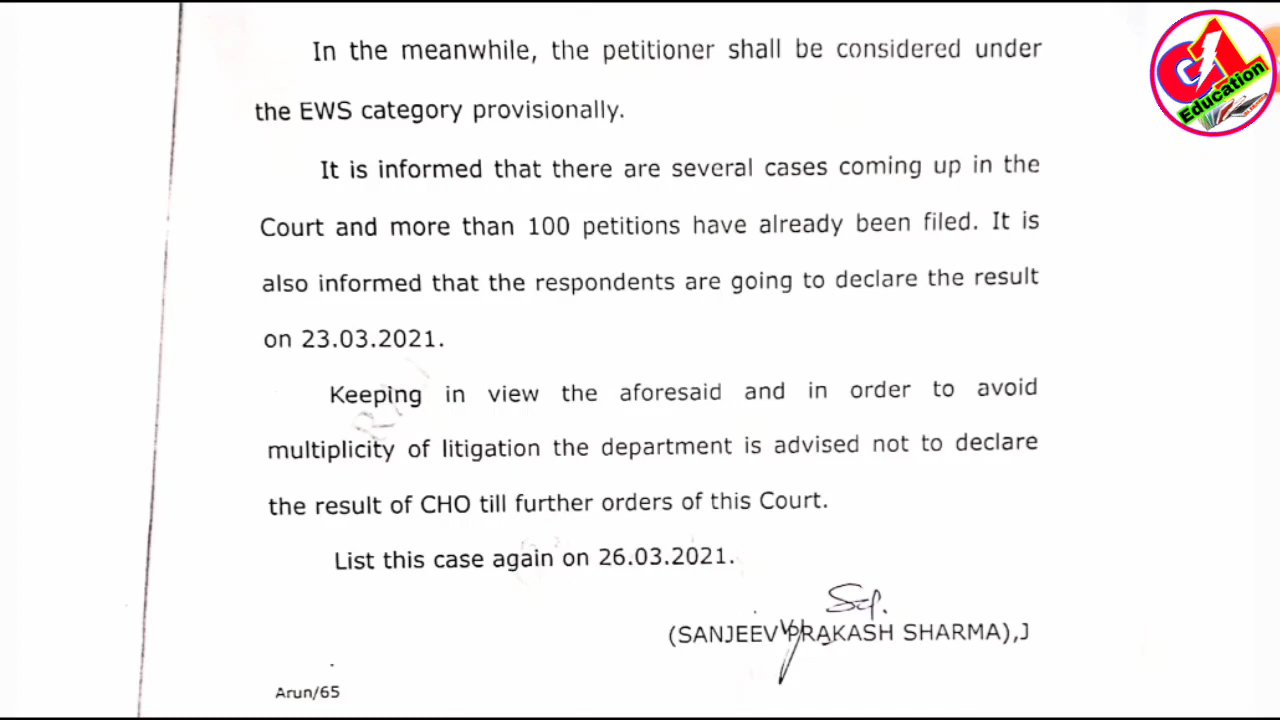 In the meanwhile, the petitioner shall be considered under
the EWS category provisionally.
It is informed that there are several cases coming up in the
Court and more than 100 petitions have already been filed. It is
also informed that the respondents are going to declare the result
on 23.03.2021.
Keeping in view the aforesaid and in order to avoid
multiplicity of litigation the department is advised not to declare
the result of CHO till further orders of this Court.
List this case again on 26.03.2021.
(SANJEEV PRAKASH SHARMA),J
Arun/65
Education